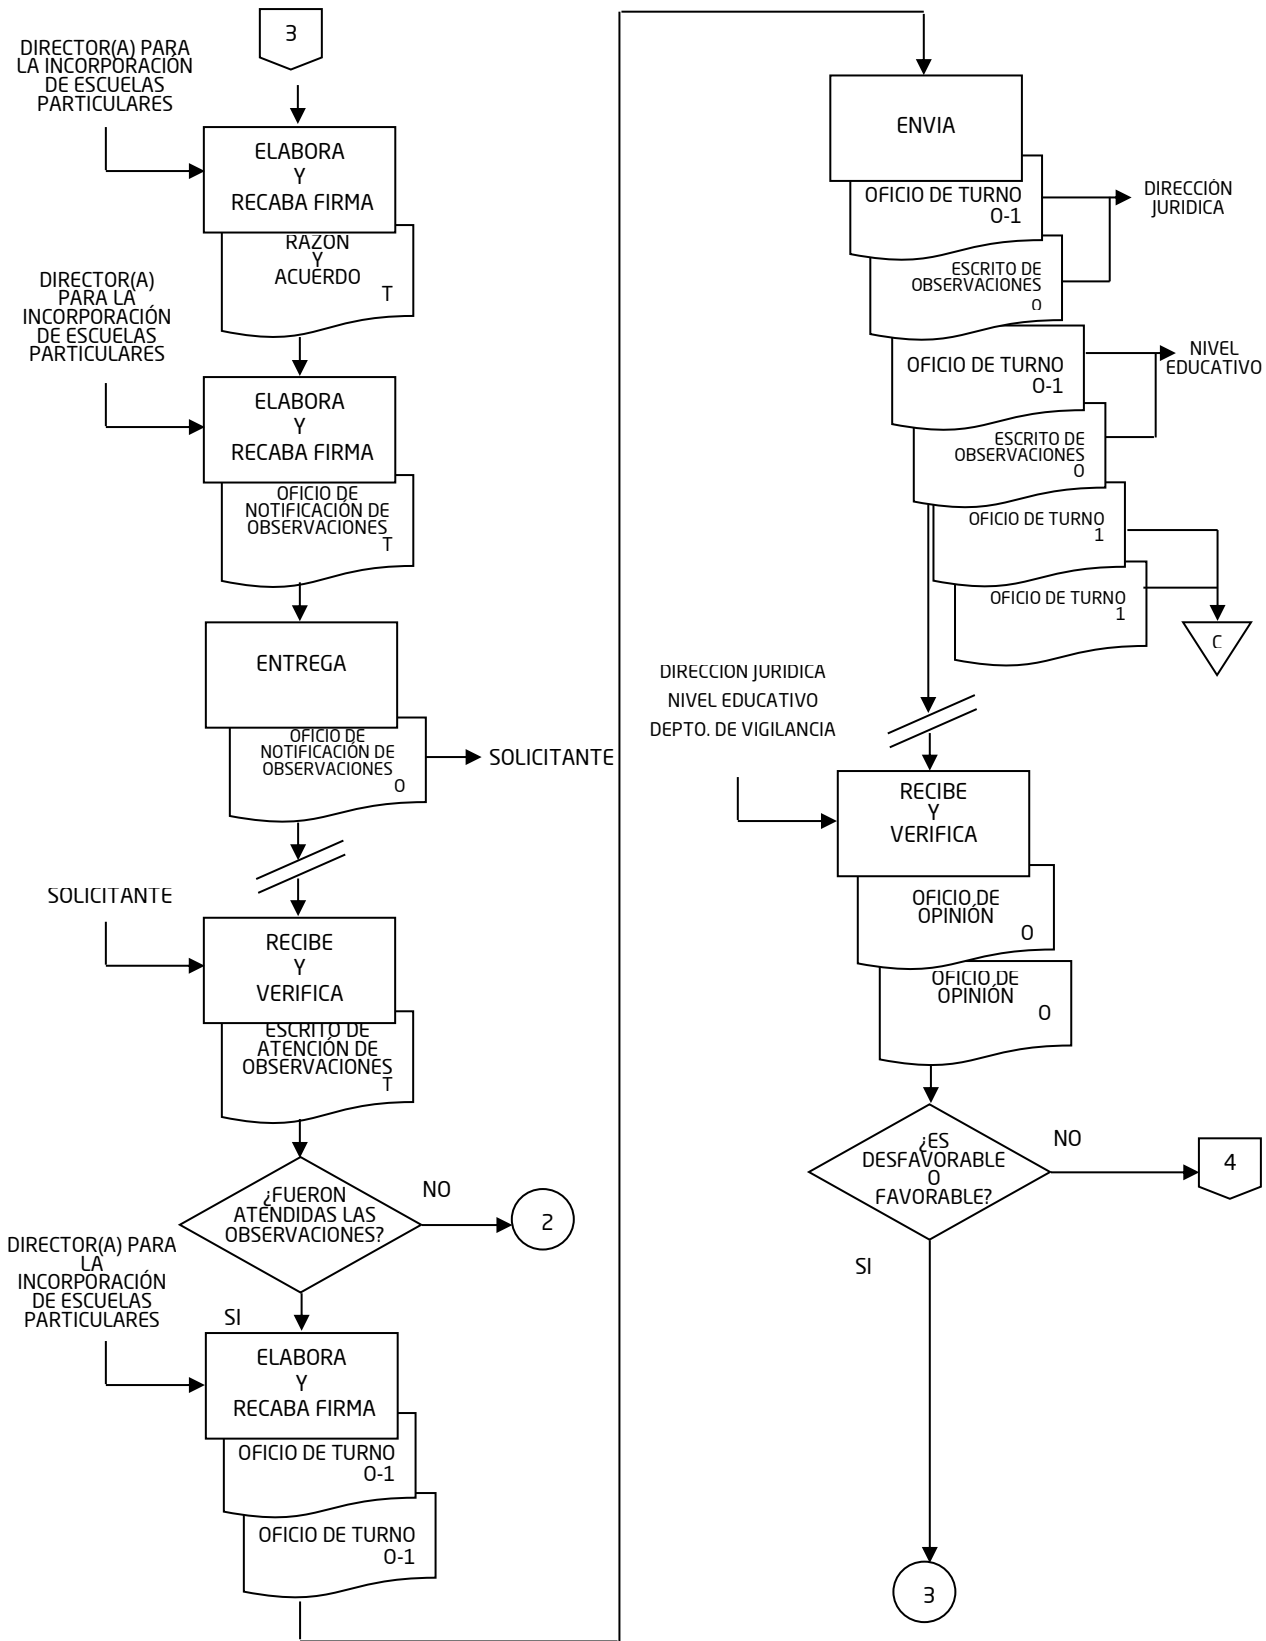 3
DIRECTOR(A) PARA
LA INCORPORACIÓN
DE ESCUELAS
PARTICULARES
ELABORA
Y
RECABA FIRMA
RAZON
Y
ACUERDO
T
DIRECTOR(A)
PARA LA
INCORPORACIÓN
DE ESCUELAS
PARTICULARES
ELABORA
Y
RECABA FIRMA
OFICIO DE
NOTIFICACIÓN DE
OBSERVACIONES
T
ENTREGA
OFICIO DE
NOTIFICACIÓN DE
OBSERVACIONES
O
SOLICITANTE
SOLICITANTE
RECIBE
Y
VERIFICA
ESCRITO DE
ATENCIÓN DE
OBSERVACIONES
T
¿FUERON
ATENDIDAS LAS
OBSERVACIONES?
NO
2
DIRECTOR(A) PARA
LA
INCORPORACIÓN
DE ESCUELAS
PARTICULARES
SI
ELABORA
Y
RECABA FIRMA
OFICIO DE TURNO
O-1
OFICIO DE TURNO
O-1
ENVIA
OFICIO DE TURNO
O-1
DIRECCIÓN
JURIDICA
ESCRITO DE
OBSERVACIONES
O
OFICIO DE TURNO
O-1
NIVEL
EDUCATIVO
ESCRITO DE
OBSERVACIONES
O
OFICIO DE TURNO
1
OFICIO DE TURNO
1
C
DIRECCION JURIDICA
NIVEL EDUCATIVO
DEPTO. DE VIGILANCIA
RECIBE
Y
VERIFICA
OFICIO DE
OPINIÓN
O
OFICIO DE
OPINIÓN
O
¿ES
DESFAVORABLE
O
FAVORABLE?
NO
4
SI
3